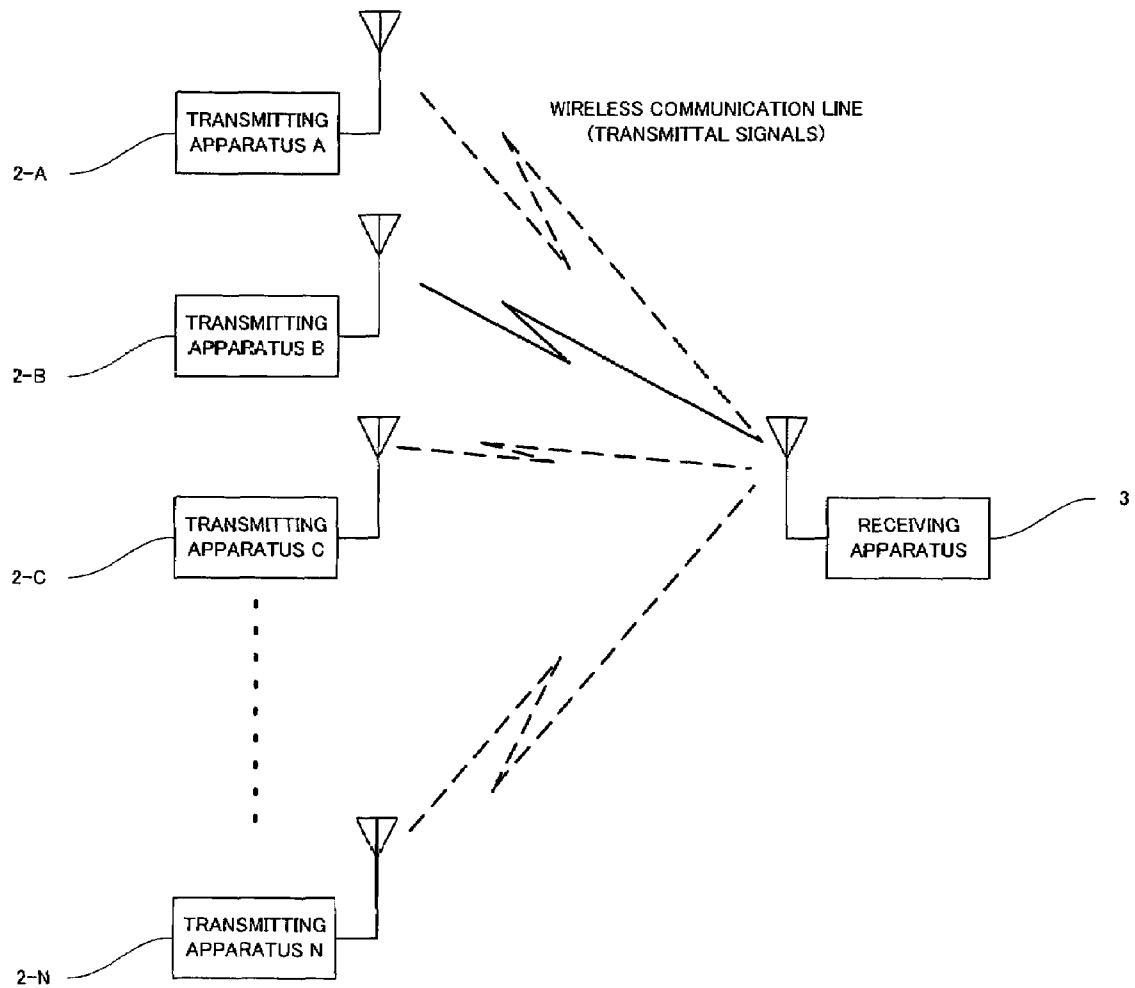 TRANSMITTING
APPARATUS A
2-A
WIRELESS COMMUNICATION LINE
(TRANSMITTAL SIGNALS)
TRANSMITTING
APPARATUS B
2-B
TRANSMITTING
APPARATUS C
2-C
RECEIVING
APPARATUS
3
TRANSMITTING
APPARATUS N
2-N